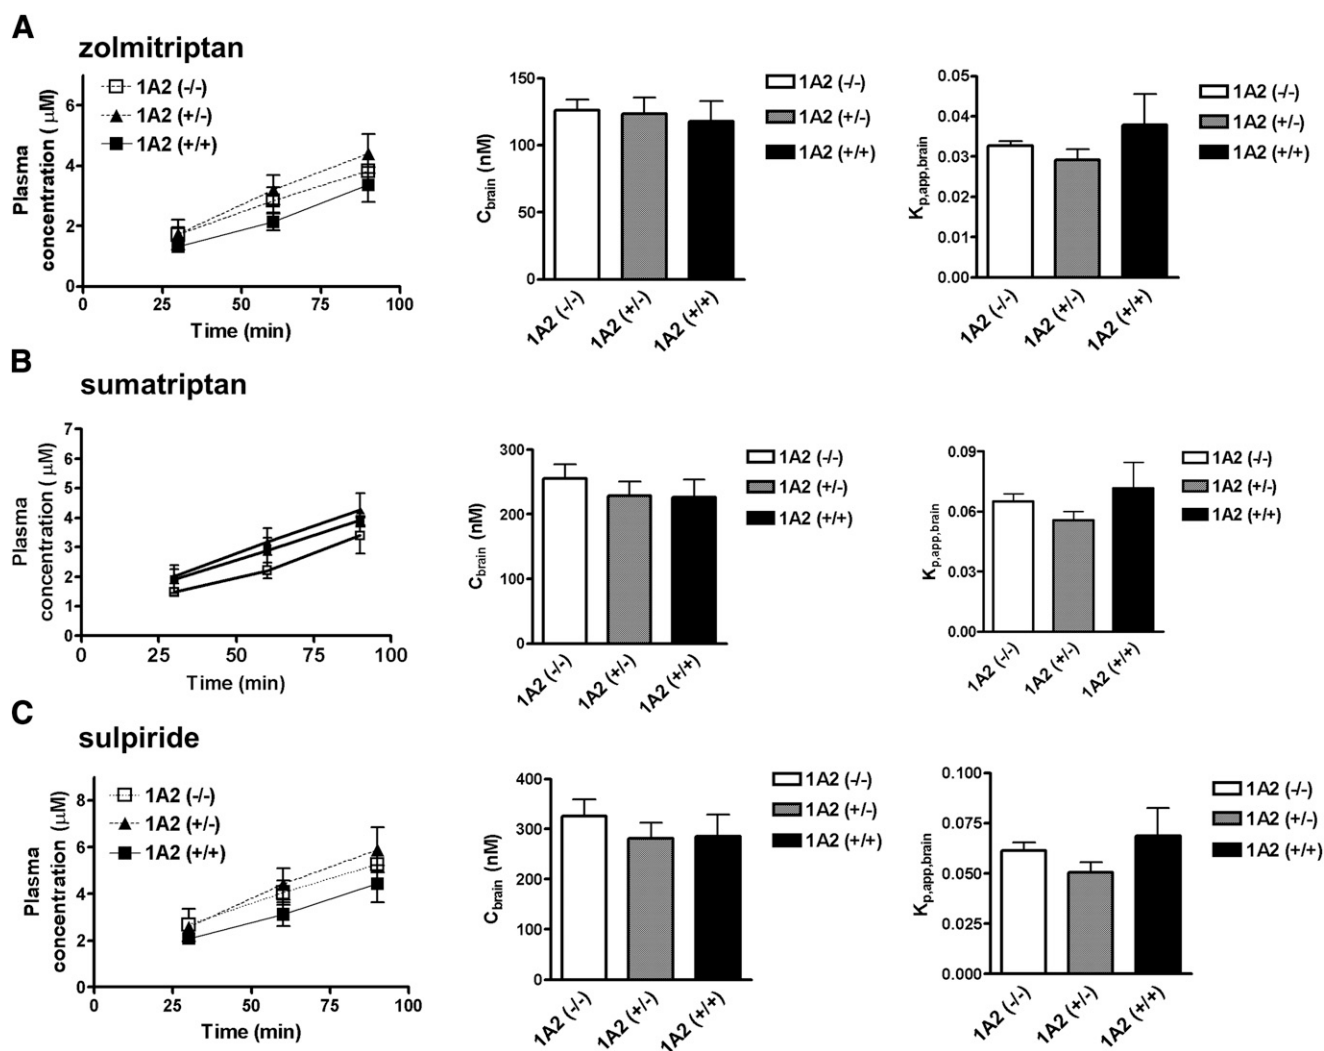 A
zolmitriptan
1A2 (-/-)
1A2 (+/-)
1A2 (+/+)
Plasma
concentration ( μM)
6
4
2
0
0
25
50
75
100
Time (min)
C_brain (nM)
150
100
50
0
1A2 (-/-)
1A2 (+/-)
1A2 (+/+)
1A2 (-/-)
1A2 (+/-)
1A2 (+/+)
K_p,app,brain
0.05
0.04
0.03
0.02
0.01
0.00
1A2 (-/-)
1A2 (+/-)
1A2 (+/+)
1A2 (-/-)
1A2 (+/-)
1A2 (+/+)
B
sumatriptan
Plasma
concentration ( μM)
7
6
5
4
3
2
1
0
0
25
50
75
100
Time (min)
C_brain (nM)
300
200
100
0
1A2 (-/-)
1A2 (+/-)
1A2 (+/+)
1A2 (-/-)
1A2 (+/-)
1A2 (+/+)
K_p,app,brain
0.09
0.06
0.03
0.00
1A2 (-/-)
1A2 (+/-)
1A2 (+/+)
1A2 (-/-)
1A2 (+/-)
1A2 (+/+)
C
sulpiride
1A2 (-/-)
1A2 (+/-)
1A2 (+/+)
Plasma
concentration (μM)
8
6
4
2
0
0
25
50
75
100
Time (min)
C_brain (nM)
400
300
200
100
0
1A2 (-/-)
1A2 (+/-)
1A2 (+/+)
1A2 (-/-)
1A2 (+/-)
1A2 (+/+)
K_p,app,brain
0.100
0.075
0.050
0.025
0.000
1A2 (-/-)
1A2 (+/-)
1A2 (+/+)
1A2 (-/-)
1A2 (+/-)
1A2 (+/+)